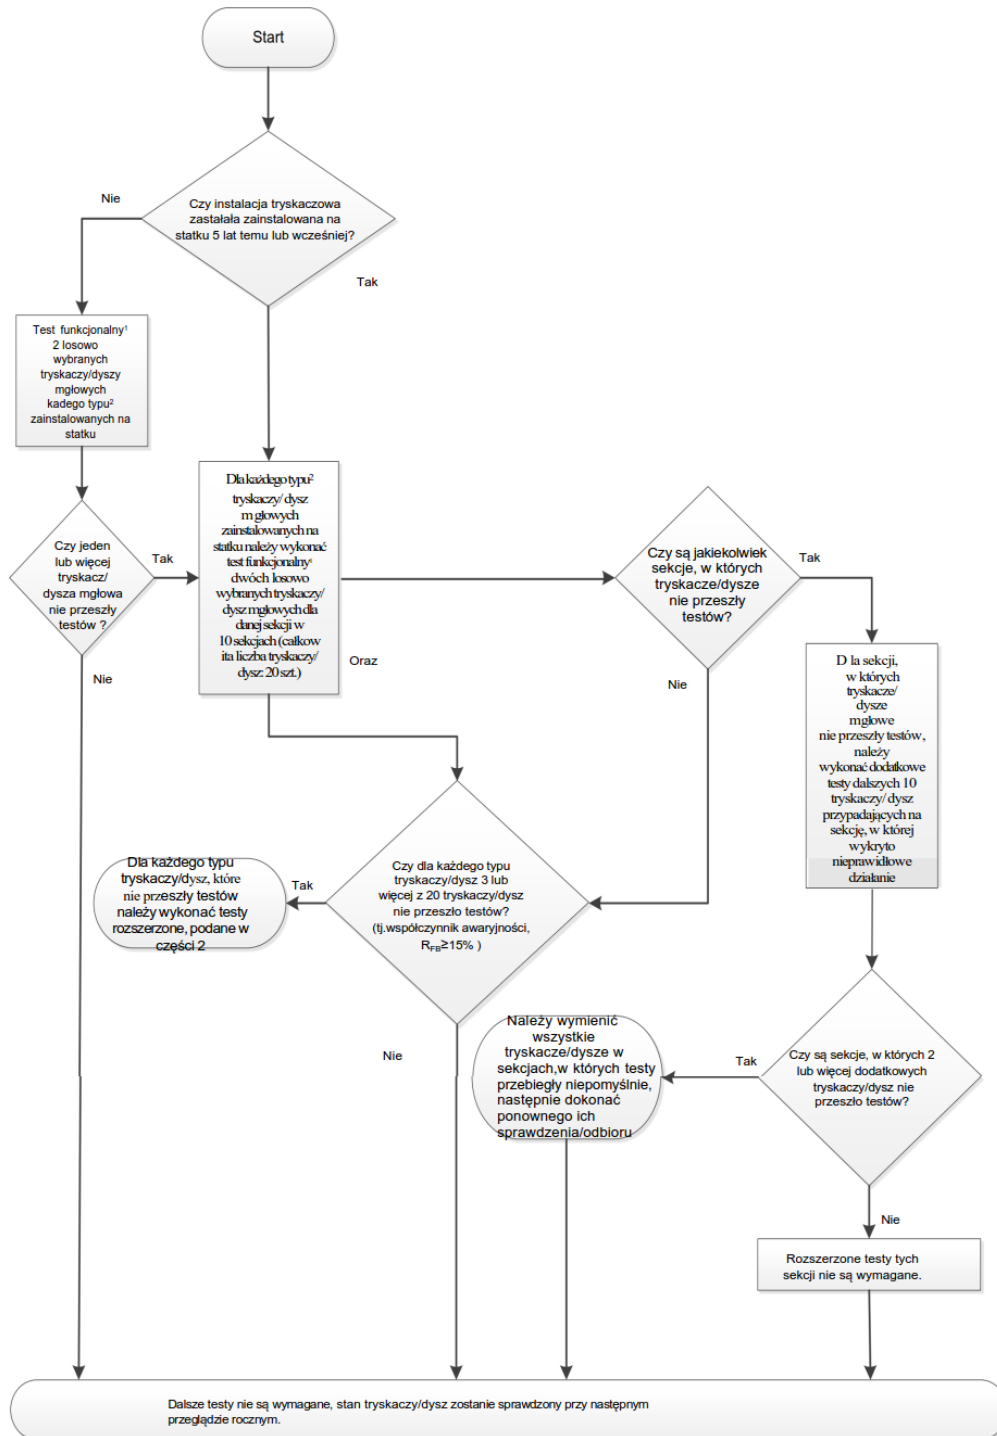 Start
Nie
Czy instalacja tryskaczowa
zastałała zainstalowana na
statku 5 lat temu lub wcześniej?
Tak
Test funkcjonalny¹
2 losowo
wybranych
tryskaczy/dyszy
mgłowych
kadego typu²
zainstalowanych na
statku
Dla każdego typu²
tryskaczy/ dysz
m głowych
zainstalowanych na
statku należy wykonać
test funkcjonalny¹
dwóch losowo
wybranych tryskaczy/
dysz mgłowych dla
danej sekcji w
10 sekcjach (całkow
ita liczba tryskaczy/
dysz: 20 szt.)
Czy jeden
lub więcej
tryskacz/
dysza mgłowa
nie przeszły
testów ?
Tak
Nie
Oraz
Czy są jakiekolwiek
sekcje, w których
tryskacze/dysze
nie przeszły
testów?
Tak
Nie
D la sekcji,
w których
tryskacze/
dysze
mgłowe
nie przeszły testów,
należy
wykonać dodatkowe
testy dalszych 10
tryskaczy/ dysz
przypadających na
sekcję, w której
wykryto
nieprawidłowe
działanie
Dla każdego typu
tryskaczy/dysz, które
nie przeszły testów
należy wykonać testy
rozszerzone, podane w
części 2
Tak
Czy dla każdego typu
tryskaczy/dysz 3 lub
więcej z 20 tryskaczy/dysz
nie przeszło testów?
(tj.współczynnik awaryjności,
RFB≥15% )
Nie
Należy wymienić
wszystkie
tryskacze/dysze w
sekcjach,w których testy
przebiegły niepomyślnie,
następnie dokonać
ponownego ich
sprawdzenia/odbioru
Tak
Czy są sekcje, w których 2
lub więcej dodatkowych
tryskaczy/dysz nie
przeszło testów?
Nie
Rozszerzone testy tych
sekcji nie są wymagane.
Dalsze testy nie są wymagane, stan tryskaczy/dysz zostanie sprawdzony przy następnym
przeglądzie rocznym.